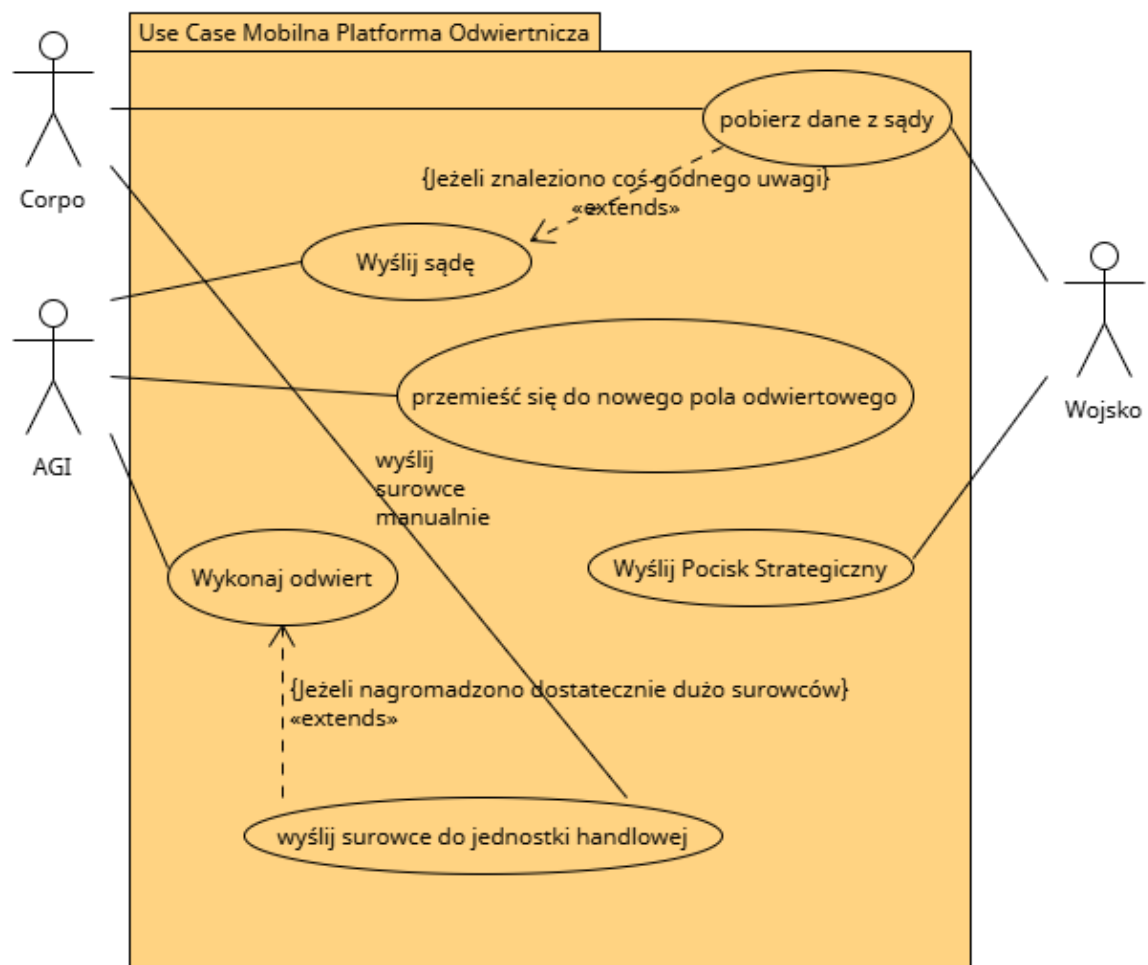 Use Case Mobilna Platforma Odwiertnicza
Corpo
pobierz dane z sądy
{Jeżeli znaleziono coś godnego uwagi}
«extends»
Wyślij sądę
AGI
przemieść się do nowego pola odwiertowego
Wojsko
wyślij
surowce
manualnie
Wykonaj odwiert
Wyślij Pocisk Strategiczny
{Jeżeli nagromadzono dostatecznie dużo surowców}
«extends»
wyślij surowce do jednostki handlowej